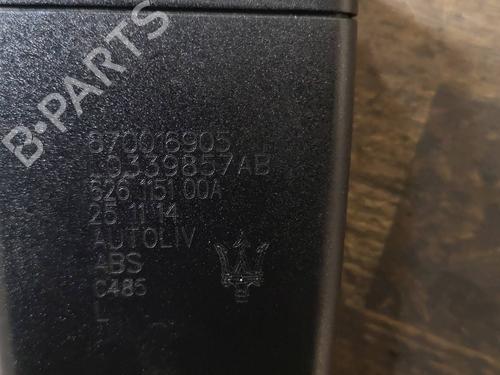 B-PARTS
670016905
L0339857AB
626 1151 00A
25.11.14
AUTOLIV
ABS
C485
L